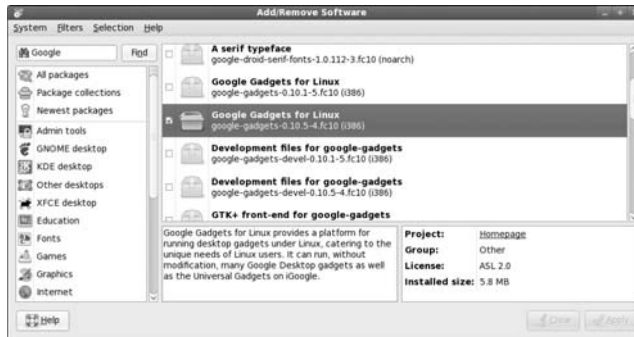 Add/Remove Software
System Filters Selection Help
Google Find
All packages
Package collections
Newest packages
Admin tools
GNOME desktop
KDE desktop
Other desktops
XFCE desktop
Education
Fonts
Games
Graphics
Internet
A serif typeface
google-droid-serif-fonts-1.0.112-3.fc10 (noarch)
Google Gadgets for Linux
google-gadgets-0.10.1-5.fc10 (i386)
Google Gadgets for Linux
google-gadgets-0.10.5-4.fc10 (i386)
Development files for google-gadgets
google-gadgets-devel-0.10.1-5.fc10 (i386)
Development files for google-gadgets
google-gadgets-devel-0.10.5-4.fc10 (i386)
GTK+ front-end for google-gadgets
Google Gadgets for Linux provides a platform for
running desktop gadgets under Linux, catering to the
unique needs of Linux users. It can run, without
modification, many Google Desktop gadgets as well
as the Universal Gadgets on iGoogle.
Project: Homepage
Group: Other
License: ASL 2.0
Installed size: 5.8 MB
Help Clear Apply